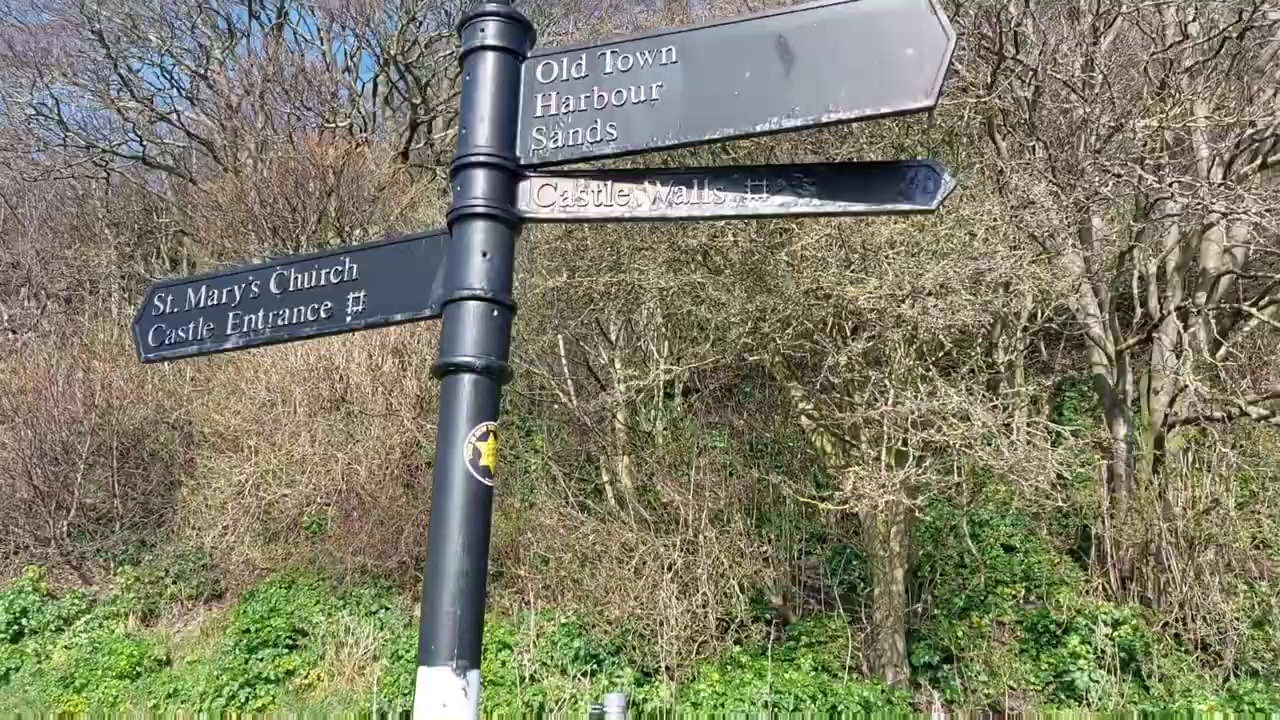 Old Town
Harbour
Sands
Castle Walls
St. Mary's Church
Castle Entrance